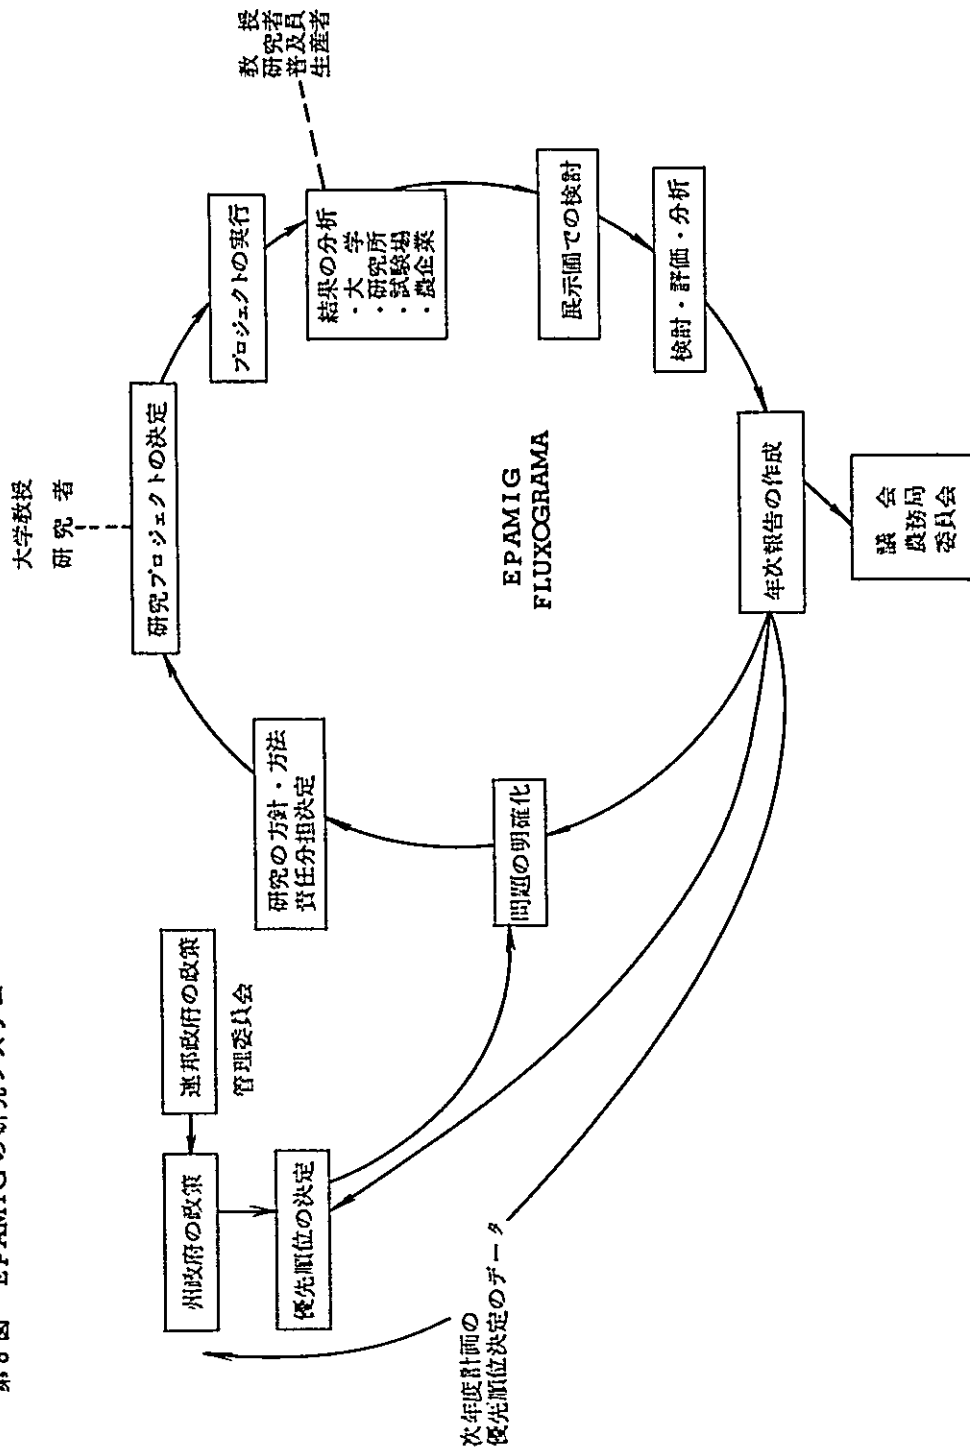 第8図 EPAMIGの研究システム
連邦政府の政策
管理委員会
州政府の政策
優先順位の決定
次年度計画の
優先順位決定のデータ
問題の明確化
研究の方針・方法
責任分担決定
大学教授
研究者
研究プロジェクトの決定
プロジェクトの実行
教授
研究者
普及員
生産者
結果の分析
・大学
・研究所
・試験場
・農企業
展示圃での検討
検討・評価・分析
年次報告の作成
議会
農務局
委員会
EPAMIG
FLUXOGRAMA